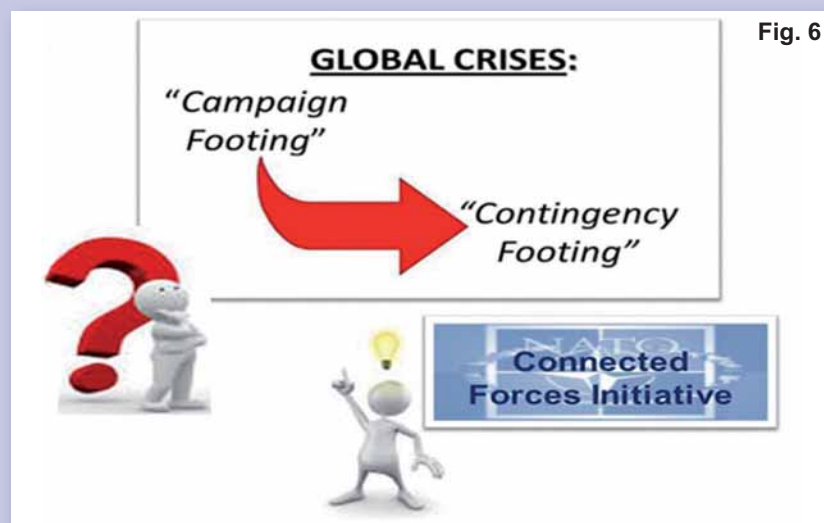 Fig. 6
GLOBAL CRISES:
“Campaign
Footing”
“Contingency
Footing”
NATO
Connected
Forces Initiative